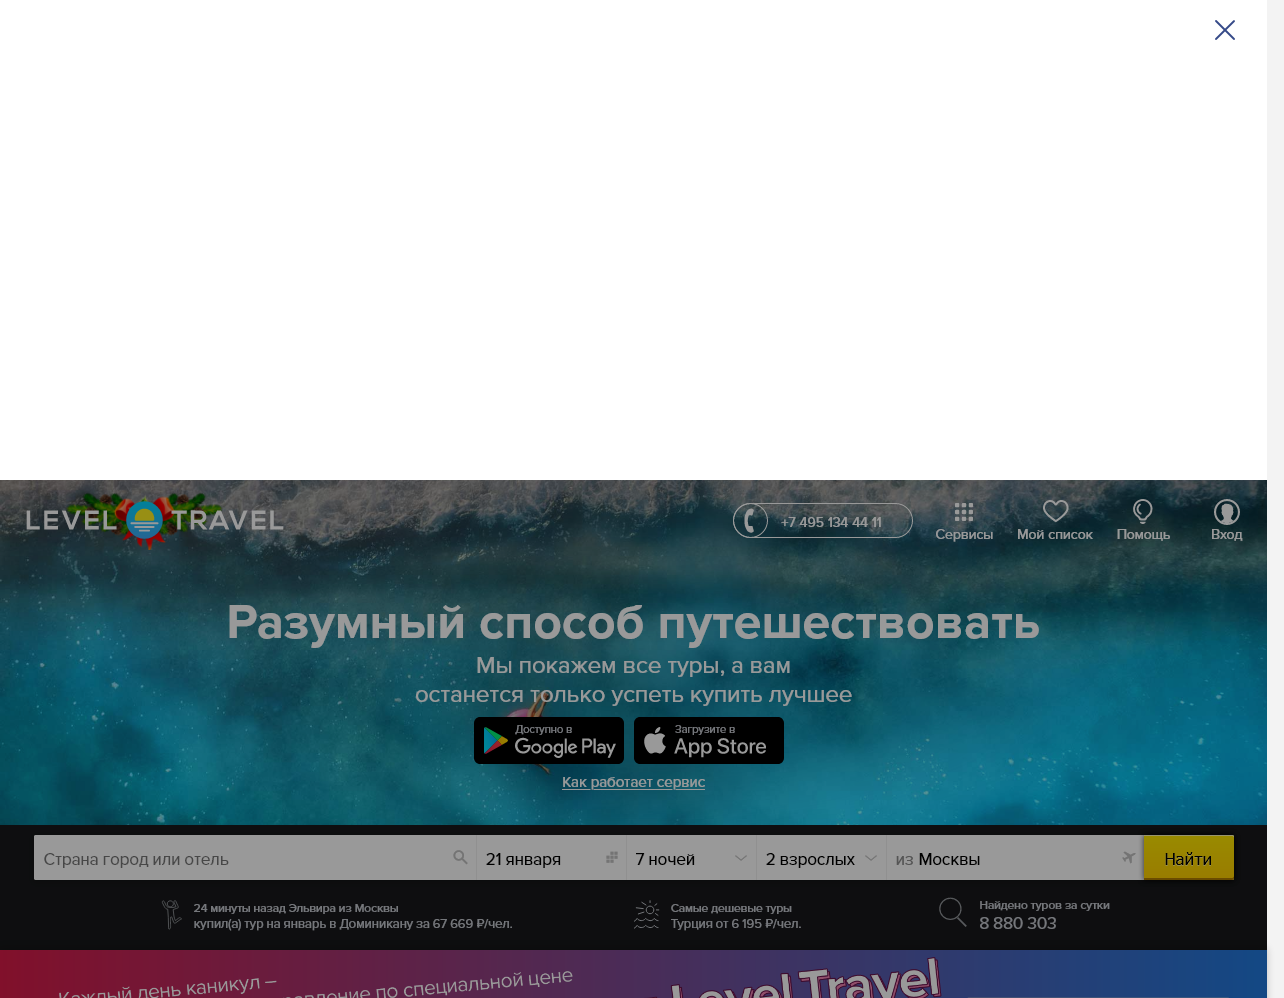 LEVEL TRAVEL
+7 495 134 44 11
Сервисы
Мой список
Помощь
Вход
Разумный способ путешествовать
Мы покажем все туры, а вам
останется только успеть купить лучшее
Доступно в
Google Play
Загрузите в
App Store
Как работает сервис
Страна город или отель
21 января
7 ночей
2 взрослых
из Москвы
Найти
24 минуты назад Эльвира из Москвы
купил(а) тур на январь в Доминикану за 67 669 ₽/чел.
Самые дешевые туры
Турция от 6 195 ₽/чел.
Найдено туров за сутки
8 880 303
Каждый день каникул –
по специальной цене
Level Travel